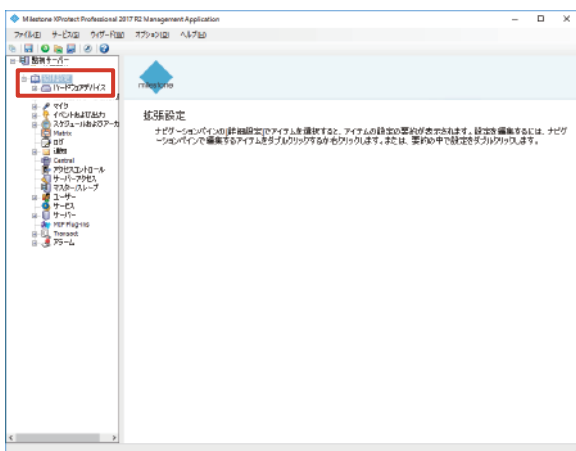 Milestone XProtect Professional 2017 R2 Management Application
ファイル(F) サービス(S) ウィザード(W) オプション(O) ヘルプ(H)
監視サーバー
ハードウェアデバイス
マイク
イベントおよび出力
スケジュールおよびアーカ
Matrix
ログ
通知
Central
アクセスコントロール
サーバーアクセス
マスター/スレーブ
ユーザー
サービス
サーバー
MIP Plug-ins
Transact
アラーム
milestone
拡張設定
ナビゲーションペインの[詳細設定]でアイテムを選択すると、アイテムの設定の要約が表示されます。設定を編集するには、ナビゲ
ーションペインで編集するアイテムをダブルクリックするか右クリックします。または、要約の中で設定をダブルクリックします。